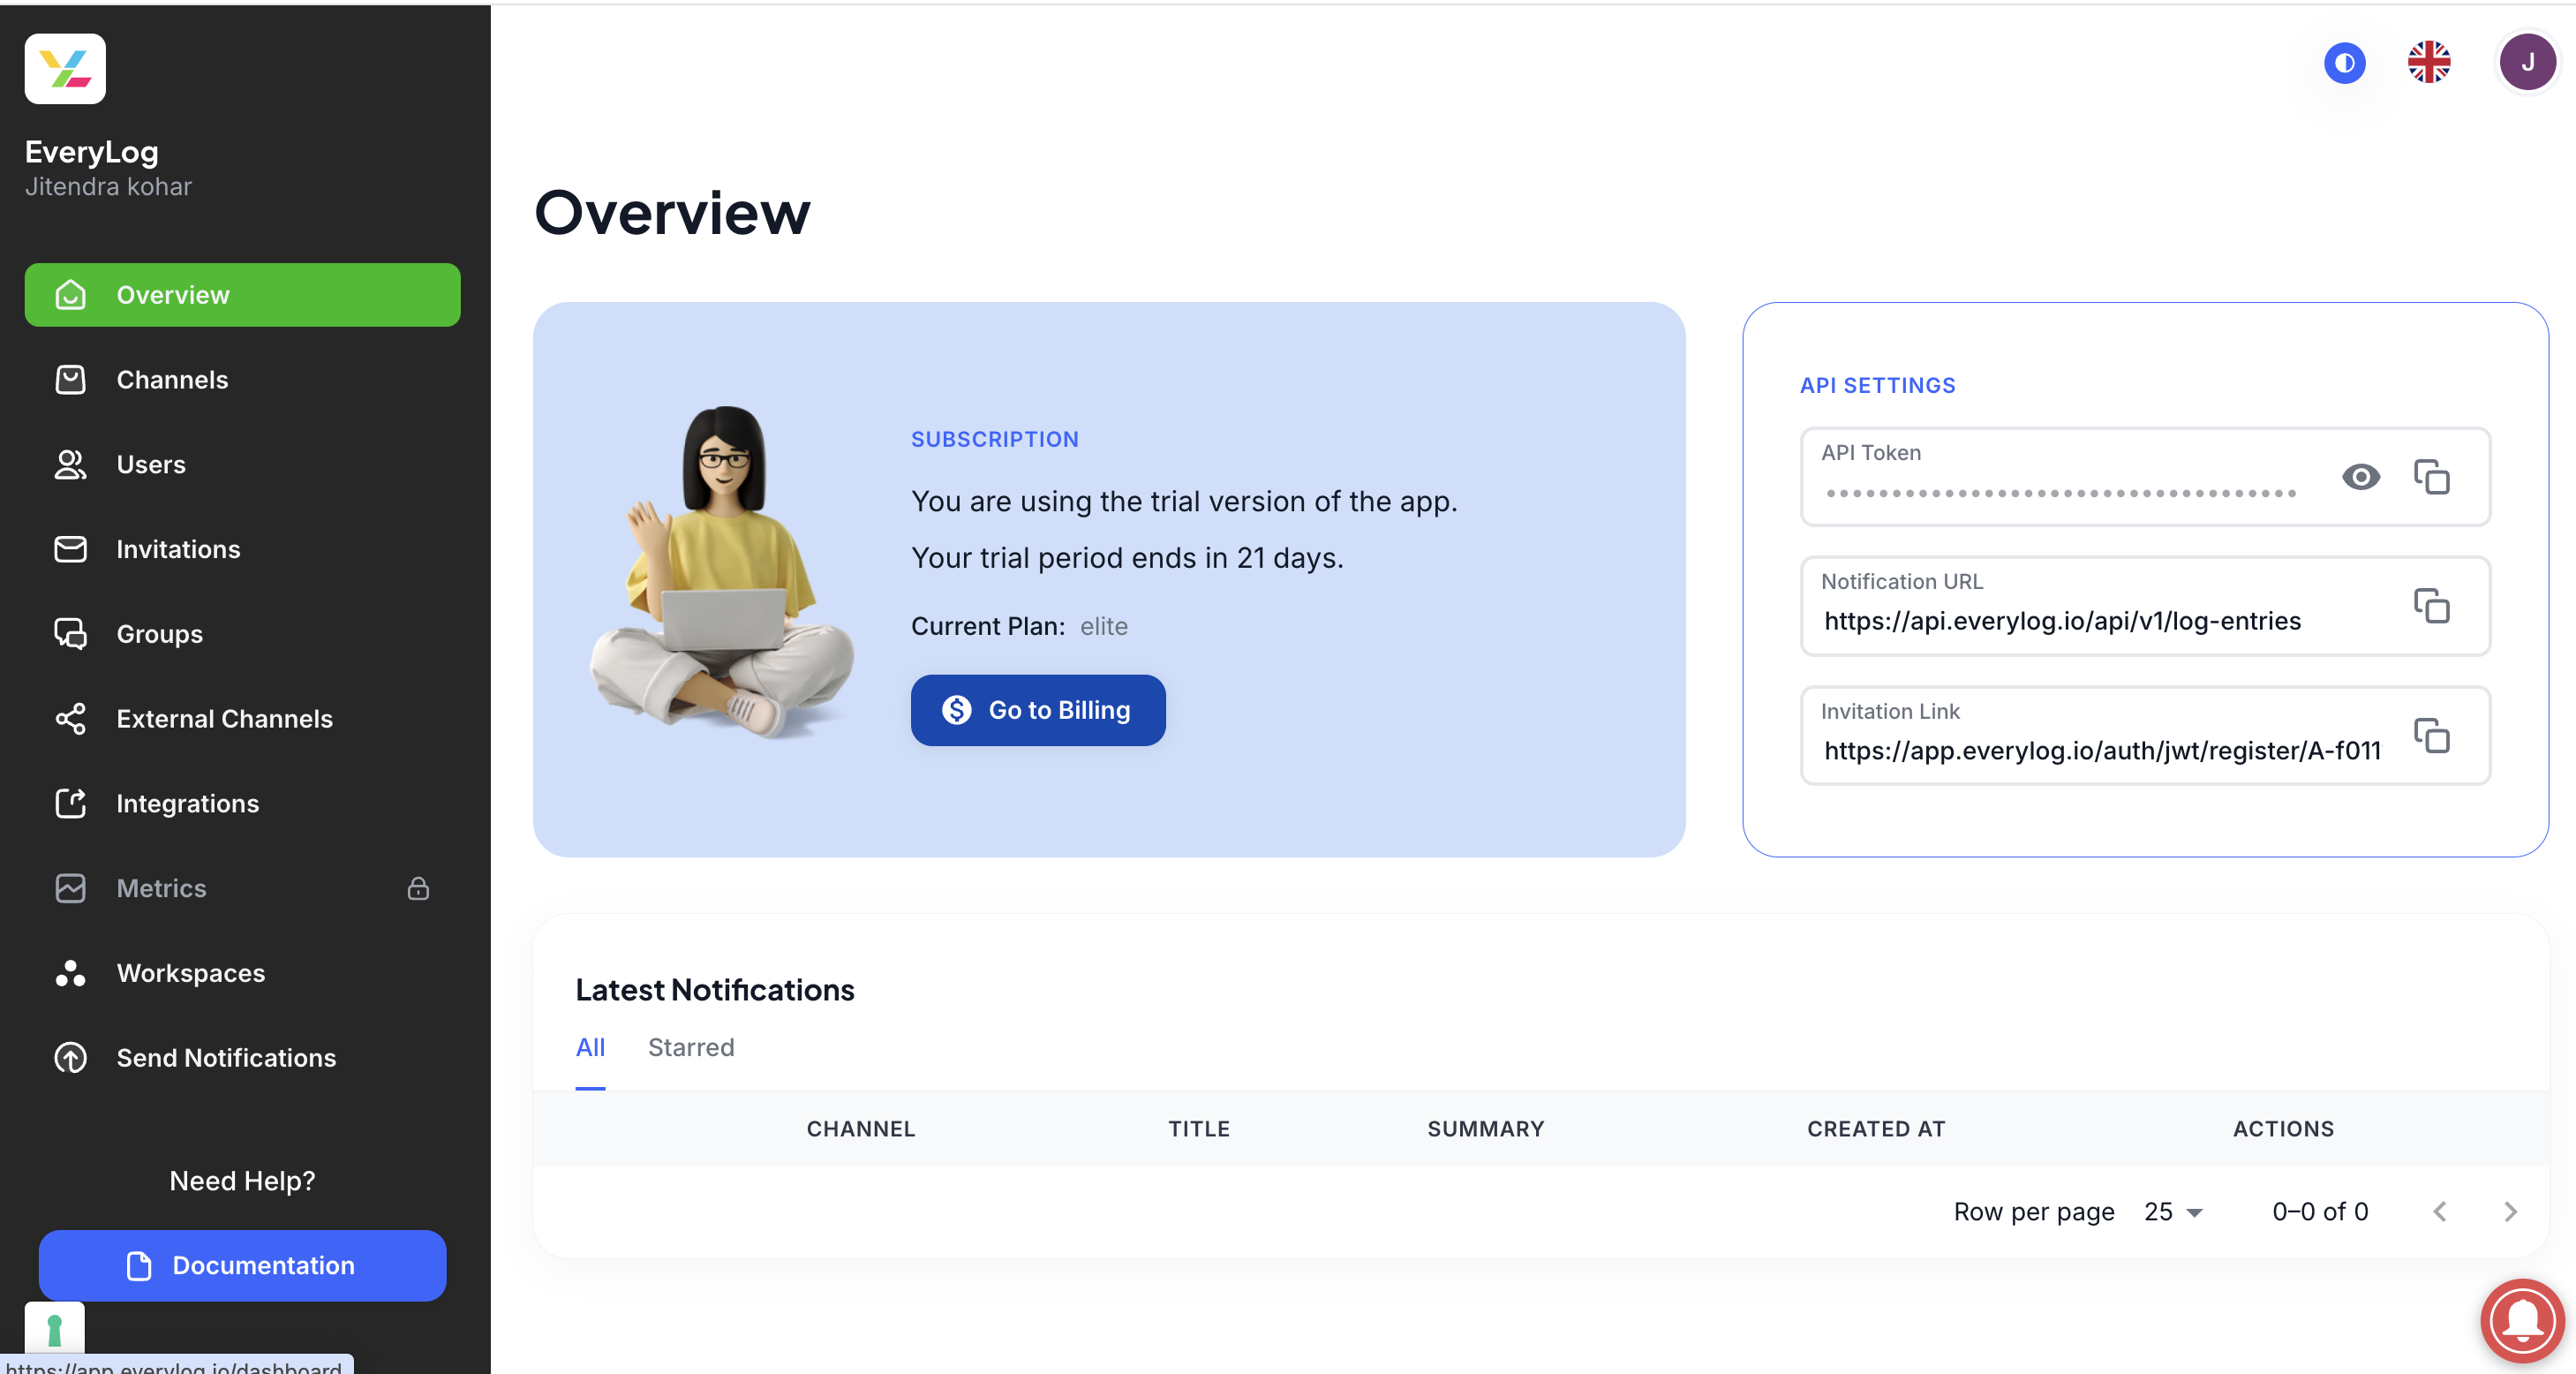 EveryLog
Jitendra kohar
Overview
Channels
Users
Invitations
Groups
External Channels
Integrations
Metrics
Workspaces
Send Notifications
Need Help?
Documentation
https://app.everylog.io/dashboard
J
Overview
SUBSCRIPTION
You are using the trial version of the app.
Your trial period ends in 21 days.
Current Plan: elite
Go to Billing
API SETTINGS
API Token
Notification URL
https://api.everylog.io/api/v1/log-entries
Invitation Link
https://app.everylog.io/auth/jwt/register/A-f011
Latest Notifications
All Starred
CHANNEL TITLE SUMMARY CREATED AT ACTIONS
Row per page 25 0–0 of 0